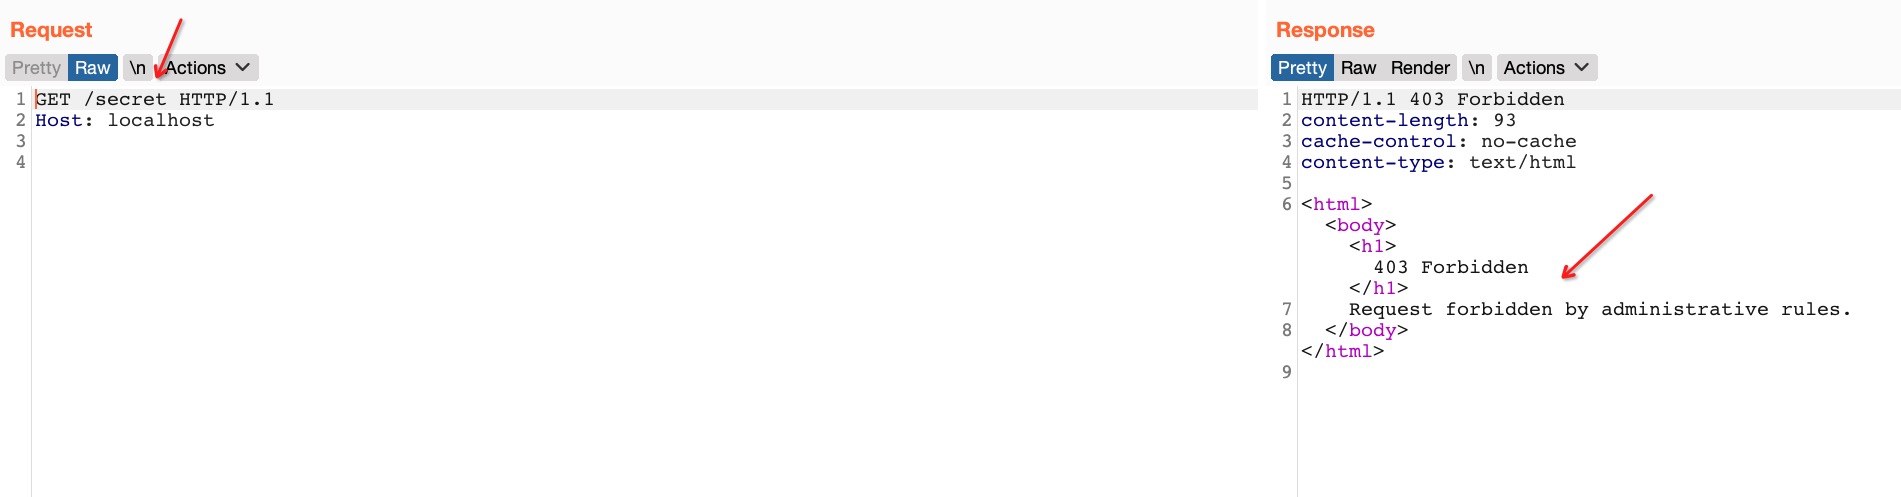 Request
Pretty Raw \n Actions
1 GET /secret HTTP/1.1
2 Host: localhost
3
4
Response
Pretty Raw Render \n Actions
1 HTTP/1.1 403 Forbidden
2 content-length: 93
3 cache-control: no-cache
4 content-type: text/html
5
6 <html>
<body>
<h1>
403 Forbidden
</h1>
7 Request forbidden by administrative rules.
8 </body>
</html>
9